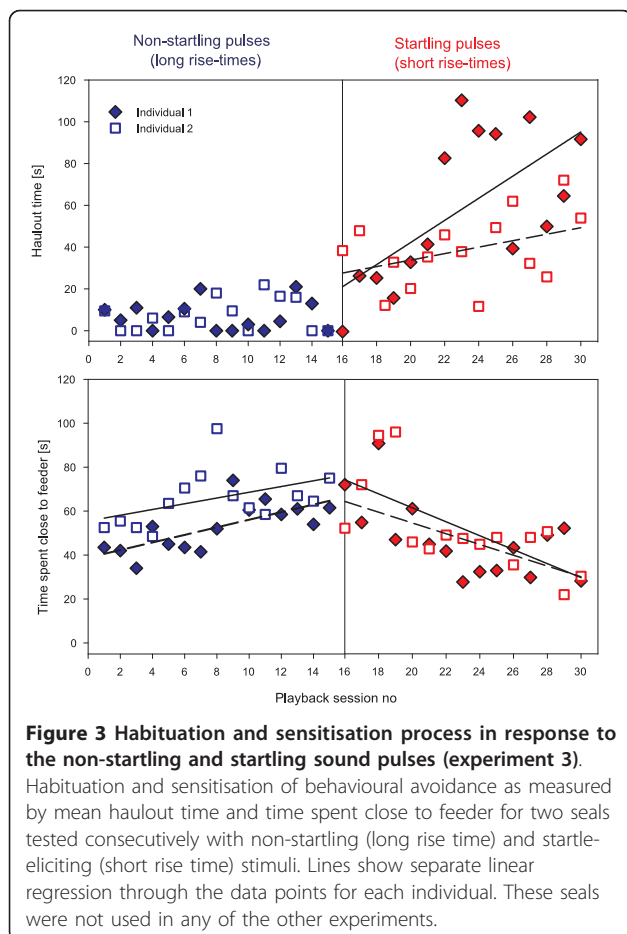 Non-startling pulses
(long rise-times)
Startling pulses
(short rise-times)
Individual 1
Individual 2
Haulout time [s]
120
100
80
60
40
20
0
0 2 4 6 8 10 12 14 16 18 20 22 24 26 28 30
Time spent close to feeder [s]
120
100
80
60
40
20
0
0 2 4 6 8 10 12 14 16 18 20 22 24 26 28 30
Playback session no
Figure 3 Habituation and sensitisation process in response to
the non-startling and startling sound pulses (experiment 3).
Habituation and sensitisation of behavioural avoidance as measured
by mean haulout time and time spent close to feeder for two seals
tested consecutively with non-startling (long rise time) and startle-
eliciting (short rise time) stimuli. Lines show separate linear
regression through the data points for each individual. These seals
were not used in any of the other experiments.